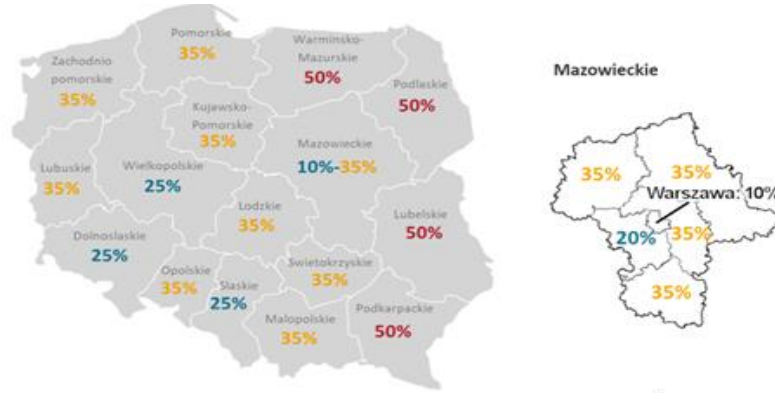 Pomorskie
35%
Warminsko-
Mazurskie
50%
Zachodnio
pomorskie
35%
Podlaskie
50%
Kujawsko-
Pomorskie
35%
Mazowieckie
10%-35%
Lubuskie
35%
Wielkopolskie
25%
Lodzkie
35%
Lubelskie
50%
Dolnoslaskie
25%
Opolskie
35%
Slaskie
25%
Swietokrzyskie
35%
Malopolskie
35%
Podkarpackie
50%
Mazowieckie
35%
35%
Warszawa: 10%
20%
35%
35%